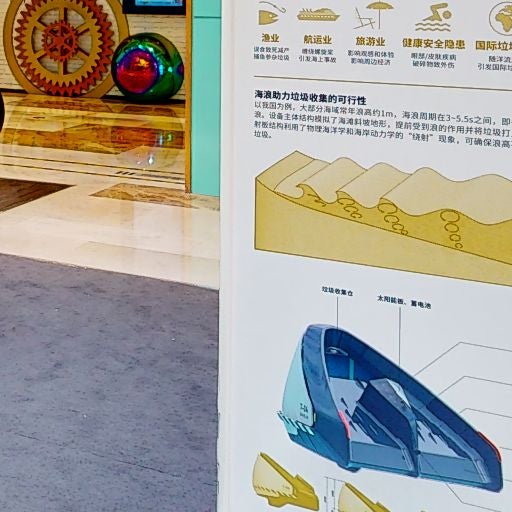 渔业
航运业
旅游业
健康安全隐患
国际垃圾
误食致死减产
捕鱼参杂垃圾
缠绕螺旋桨
引发海上事故
影响观感和体验
影响周边经济
眼部/皮肤疾病
破碎物致外伤
随洋流
引发国际
海浪助力垃圾收集的可行性
以我国为例，大部分海域常年浪高约1m，海浪周期在3~5.5s之间，即
浪。设备主体结构模拟了海滩斜坡地形，提前受到浪的作用并将垃圾打
射板结构利用了物理海洋学和海岸动力学的“绕射”现象，可确保浪高
垃圾。
垃圾收集仓
太阳能板、蓄电池